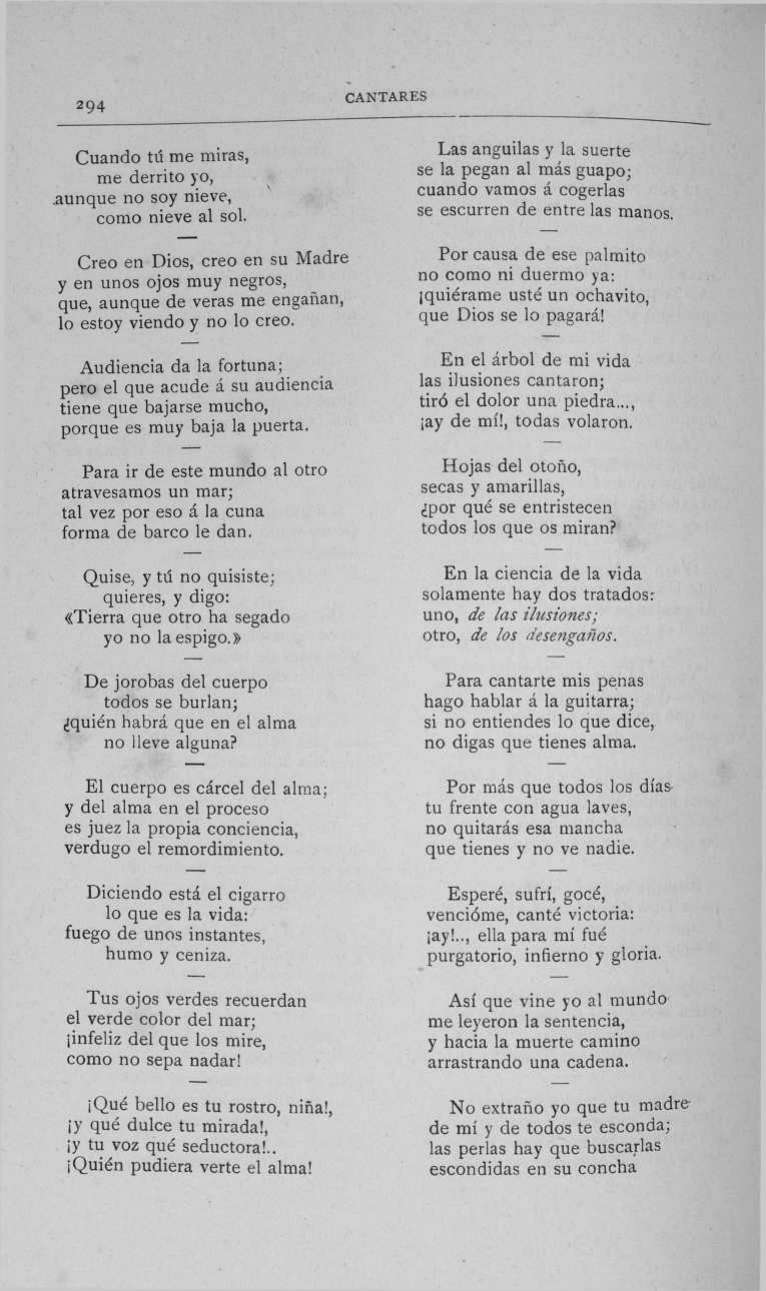 294
CANTARES
Cuando tú me miras,
me derrito yo,
aunque no soy nieve,
como nieve al sol.
Creo en Dios, creo en su Madre
y en unos ojos muy negros,
que, aunque de veras me engañan,
lo estoy viendo y no lo creo.
Audiencia da la fortuna;
pero el que acude á su audiencia
tiene que bajarse mucho,
porque es muy baja la puerta.
Para ir de este mundo al otro
atravesamos un mar;
tal vez por eso á la cuna
forma de barco le dan.
Quise, y tú no quisiste;
quieres, y digo:
«Tierra que otro ha segado
yo no la espigo.»
De jorobas del cuerpo
todos se burlan;
¿quién habrá que en el alma
no lleve alguna?
El cuerpo es cárcel del alma;
y del alma en el proceso
es juez la propia conciencia,
verdugo el remordimiento.
Diciendo está el cigarro
lo que es la vida:
fuego de unos instantes,
humo y ceniza.
Tus ojos verdes recuerdan
el verde color del mar;
¡infeliz del que los mire,
como no sepa nadar!
¡Qué bello es tu rostro, niña!,
¡y qué dulce tu mirada!,
¡y tu voz qué seductora!..
¡Quién pudiera verte el alma!
Las anguilas y la suerte
se la pegan al más guapo;
cuando vamos á cogerlas
se escurren de entre las manos.
Por causa de ese palmito
no como ni duermo ya:
¡quiérame usté un ochavito,
que Dios se lo pagará!
En el árbol de mi vida
las ilusiones cantaron;
tiró el dolor una piedra...,
¡ay de mí!, todas volaron.
Hojas del otoño,
secas y amarillas,
¿por qué se entristecen
todos los que os miran?
En la ciencia de la vida
solamente hay dos tratados:
uno, de las ilusiones;
otro, de los desengaños.
Para cantarte mis penas
hago hablar á la guitarra;
si no entiendes lo que dice,
no digas que tienes alma.
Por más que todos los días
tu frente con agua laves,
no quitarás esa mancha
que tienes y no ve nadie.
Esperé, sufrí, gocé,
vencióme, canté victoria:
¡ay!.., ella para mí fué
purgatorio, infierno y gloria.
Así que vine yo al mundo
me leyeron la sentencia,
y hacia la muerte camino
arrastrando una cadena.
No extraño yo que tu madre
de mí y de todos te esconda;
las perlas hay que buscarlas
escondidas en su concha